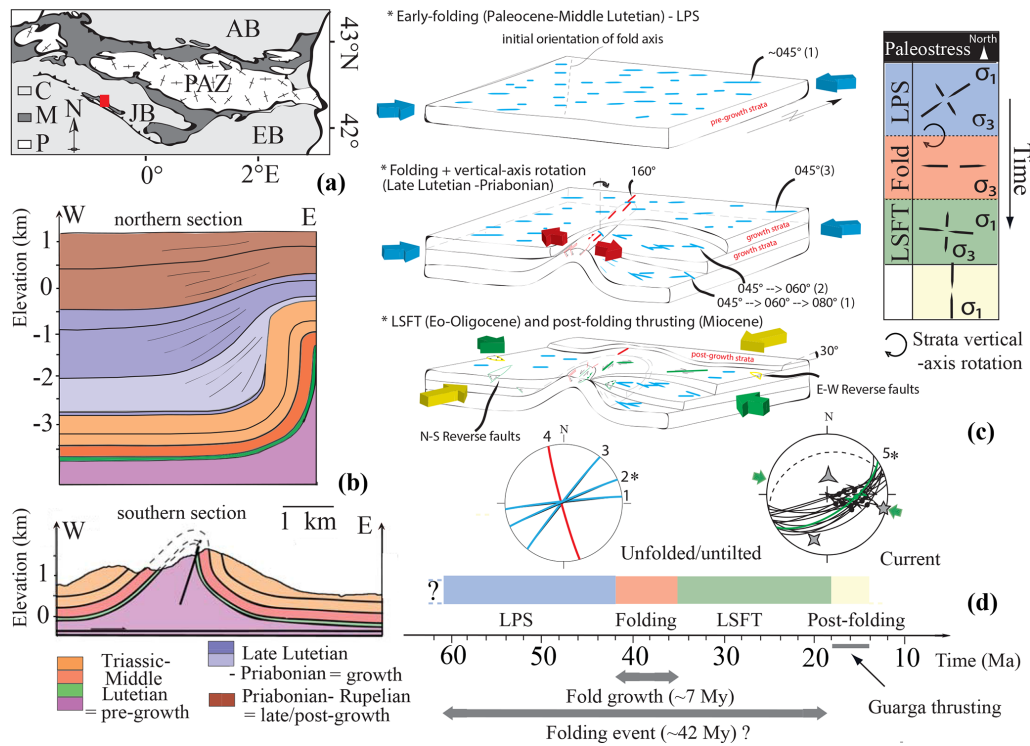 AB
43°N
PAZ
C
M
P
N
JB
EB
42°
0°
2°E
(a)
W
E
northern section
Elevation (km)
1
0
-1
-2
-3
(b)
southern section
1 km
W
E
Elevation (km)
1
0
Triassic-
Middle
Lutetian
= pre-growth
Late Lutetian
- Priabonian = growth
Priabonian- Rupelian
= late/post-growth
* Early-folding (Paleocene-Middle Lutetian) - LPS
initial orientation of fold axis
~045° (1)
pre-growth strata
* Folding + vertical-axis rotation
(Late Lutetian -Priabonian)
160°
045°(3)
growth strata
growth strata
045° --> 060° (2)
045° --> 060° --> 080° (1)
* LSFT (Eo-Oligocene) and post-folding thrusting (Miocene)
post-growth strata
30°
E-W Reverse faults
N-S Reverse faults
(c)
Paleostress
North
LPS
σ1
σ3
Fold
σ3
LSFT
σ1
σ3
σ1
Time
Strata vertical
-axis rotation
N
4
3
2*
1
Unfolded/untilted
N
5*
Current
(d)
?
LPS
Folding
LSFT
Post-folding
60
50
40
30
20
10
Time (Ma)
Fold growth (~7 My)
Guarga thrusting
Folding event (~42 My) ?